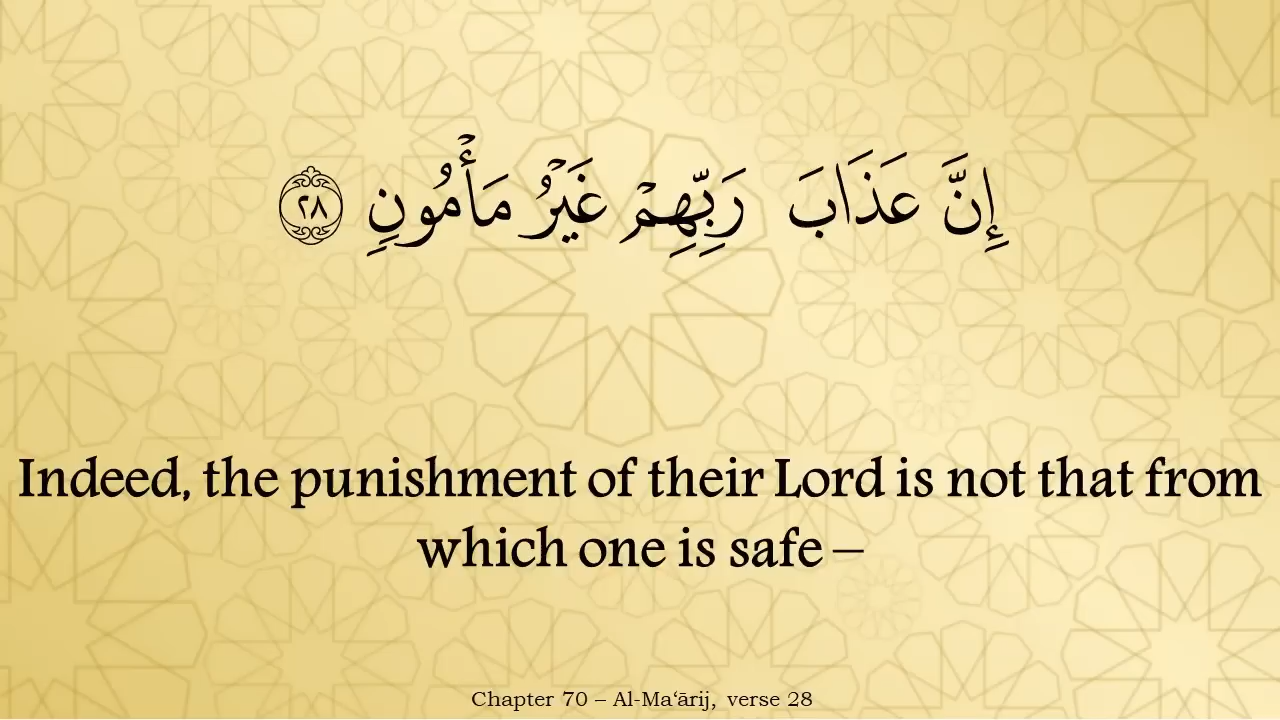 إِنَّ عَذَابَ رَبِّهِمۡ غَيۡرُ مَأۡمُونِ ٢٨
Indeed, the punishment of their Lord is not that from
which one is safe –
Chapter 70 – Al-Ma‘ārij, verse 28